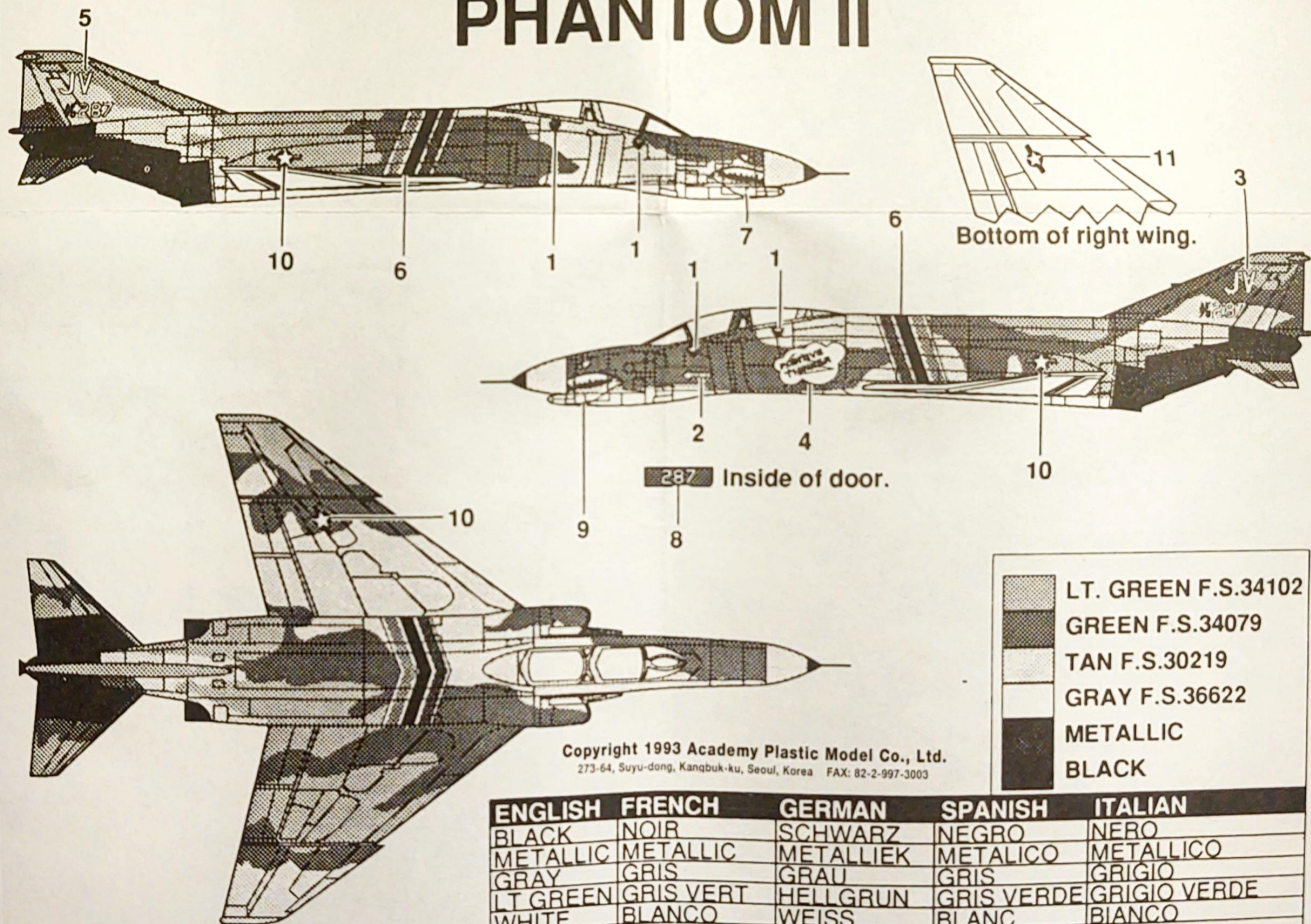 PHANTOM II
5
JV
287
10
6
1
1
7
11
Bottom of right wing.
3
6
1
1
JV
287
2
4
10
287 Inside of door.
9
8
10
LT. GREEN F.S.34102
GREEN F.S.34079
TAN F.S.30219
GRAY F.S.36622
METALLIC
BLACK
Copyright 1993 Academy Plastic Model Co., Ltd.
273-64, Suyu-dong, Kangbuk-ku, Seoul, Korea FAX: 82-2-997-3003
ENGLISH FRENCH GERMAN SPANISH ITALIAN
BLACK NOIR SCHWARZ NEGRO NERO
METALLIC METALLIC METALLIEK METALICO METALLICO
GRAY GRIS GRAU GRIS GRIGIO
LT GREEN GRIS VERT HELLGRUN GRIS VERDE GRIGIO VERDE
WHITE BLANCO WEISS BLANC BIANCO